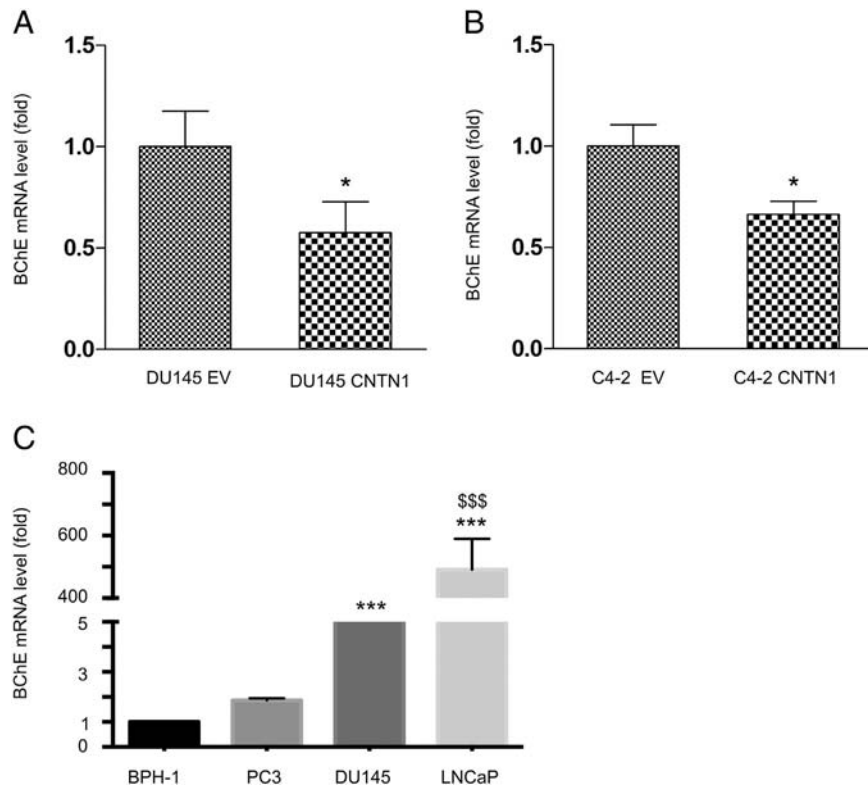 A
BChE mRNA level (fold)
1.5
1.0
0.5
0.0
*
DU145 EV
DU145 CNTN1
B
BChE mRNA level (fold)
1.5
1.0
0.5
0.0
*
C4-2 EV
C4-2 CNTN1
C
BChE mRNA level (fold)
800
600
400
5
3
1
0
***
$$$
***
BPH-1
PC3
DU145
LNCaP